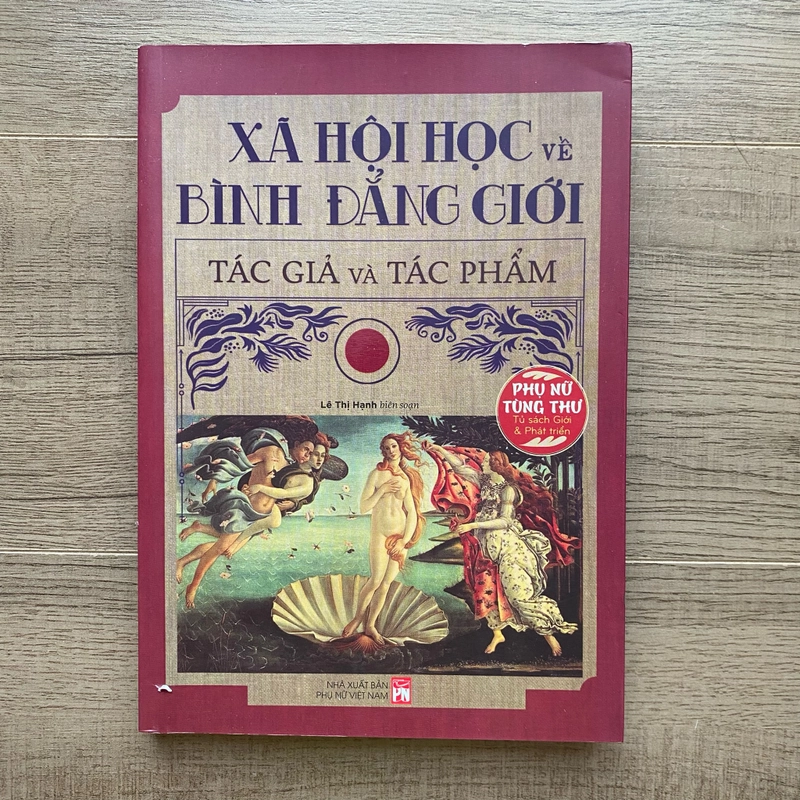 XÃ HỘI HỌC VỀ
BÌNH ĐẲNG GIỚI
TÁC GIẢ VÀ TÁC PHẨM
Lê Thị Hạnh biên soạn
PHỤ NỮ
TÙNG THƯ
Tủ sách Giới
& Phát triển
NHÀ XUẤT BẢN
PHỤ NỮ VIỆT NAM
PN